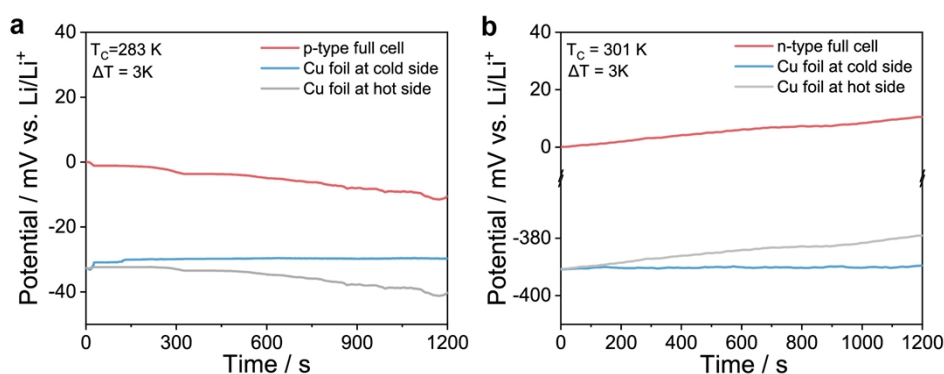 a
T_C=283 K
ΔT = 3K
p-type full cell
Cu foil at cold side
Cu foil at hot side
Potential / mV vs. Li/Li⁺
40
20
0
-20
-40
0 300 600 900 1200
Time / s
b
T_C = 301 K
ΔT = 3K
n-type full cell
Cu foil at cold side
Cu foil at hot side
Potential / mV vs. Li/Li⁺
40
20
0
-380
-400
0 200 400 600 800 1000 1200
Time / s